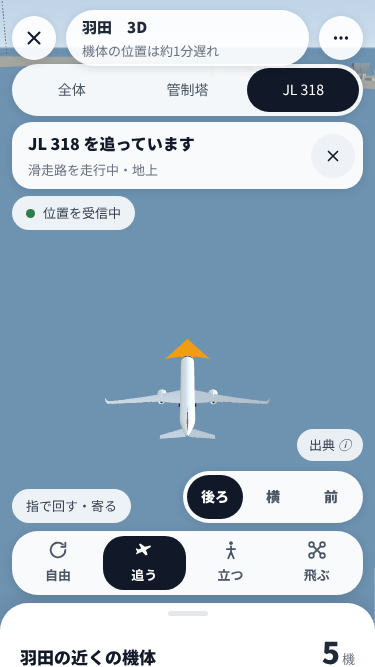 羽田　3D
機体の位置は約1分遅れ
全体
管制塔
JL 318
JL 318 を追っています
滑走路を走行中・地上
位置を受信中
出典 ⓘ
指で回す・寄る
後ろ
横
前
自由
追う
立つ
飛ぶ
羽田の近くの機体
5機